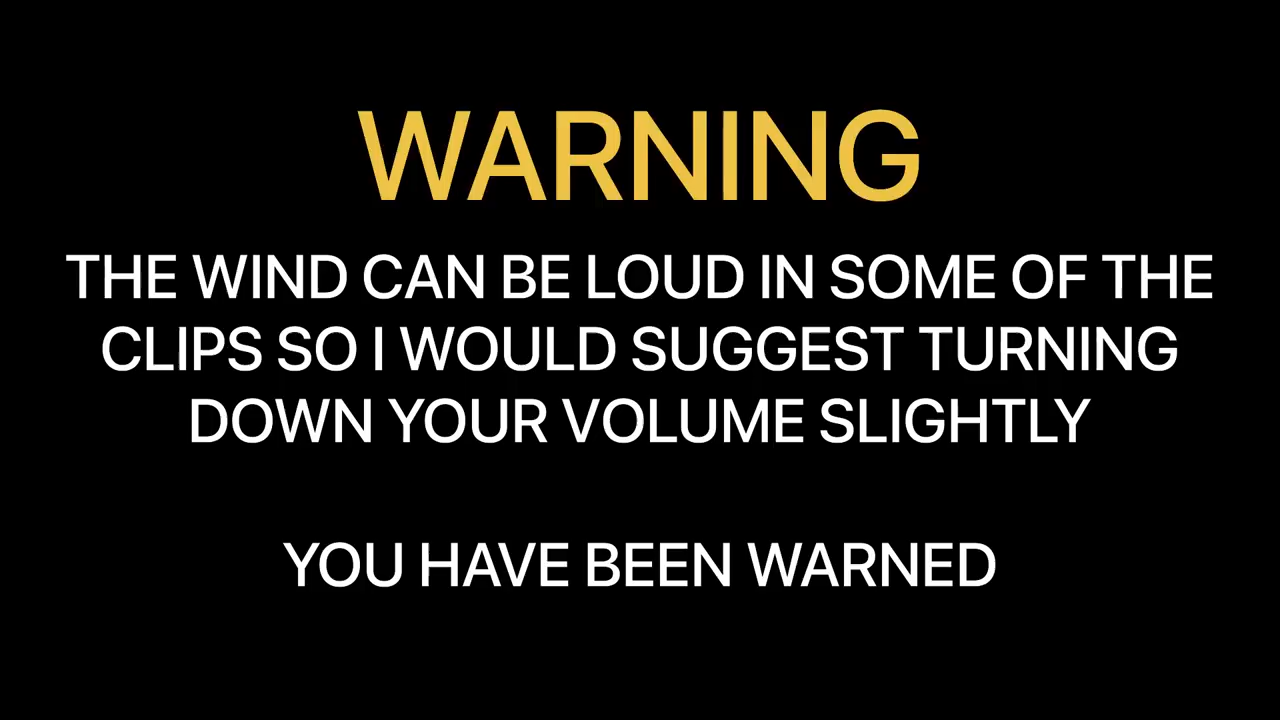 WARNING
THE WIND CAN BE LOUD IN SOME OF THE
CLIPS SO I WOULD SUGGEST TURNING
DOWN YOUR VOLUME SLIGHTLY
YOU HAVE BEEN WARNED